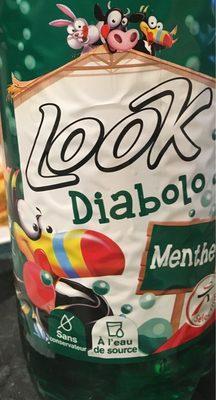 Look
Diabolo
Menthe
Sans
conservateur
À l'eau
de source